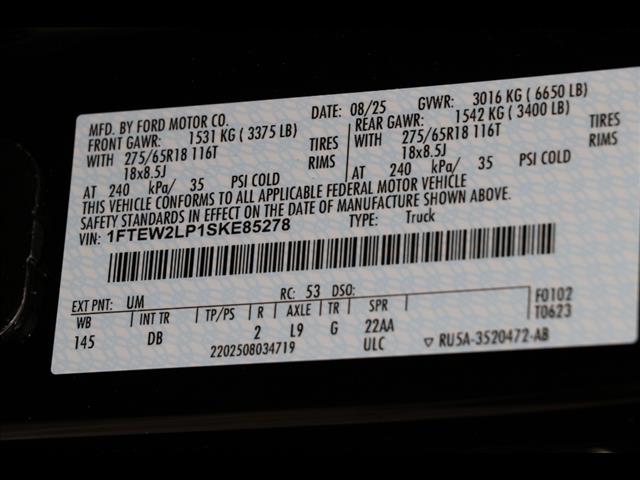 MFD. BY FORD MOTOR CO. DATE: 08/25 GVWR: 3016 KG ( 6650 LB)
FRONT GAWR: 1531 KG ( 3375 LB) REAR GAWR: 1542 KG ( 3400 LB)
WITH 275/65R18 116T TIRES WITH 275/65R18 116T TIRES
18x8.5J RIMS 18x8.5J RIMS
AT 240 kPa/ 35 PSI COLD AT 240 kPa/ 35 PSI COLD
THIS VEHICLE CONFORMS TO ALL APPLICABLE FEDERAL MOTOR VEHICLE
SAFETY STANDARDS IN EFFECT ON THE DATE OF MANUFACTURE SHOWN ABOVE.
VIN: 1FTEW2LP1SKE85278 TYPE: Truck
EXT PNT: UM RC: 53 DSO: F0102
WB INT TR TP/PS R AXLE TR SPR T0623
145 DB 2 L9 G 22AA
2202508034719 ULC ▽ RU5A-3520472-AB